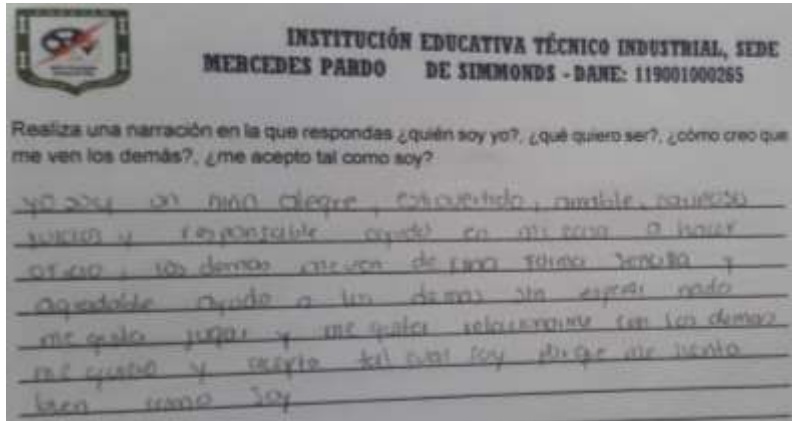 INSTITUCIÓN EDUCATIVA TÉCNICO INDUSTRIAL, SEDE
MERCEDES PARDO DE SIMMONDS - DANE: 119001000265
Realiza una narración en la que respondas ¿quién soy yo?, ¿qué quiero ser?, ¿cómo creo que
me ven los demás?, ¿me acepto tal como soy?
yo soy un niño alegre, extrovertido, amible,
y responsable ayudo en mi casa a hacer
oficio, los demas me ven de una forma sencilla y
agradable ayudo a los demas sin esperar nada
me gusta jugar y me gusta relacionarme con los demas
me y acepto tal cual soy porque me siento
bien como soy